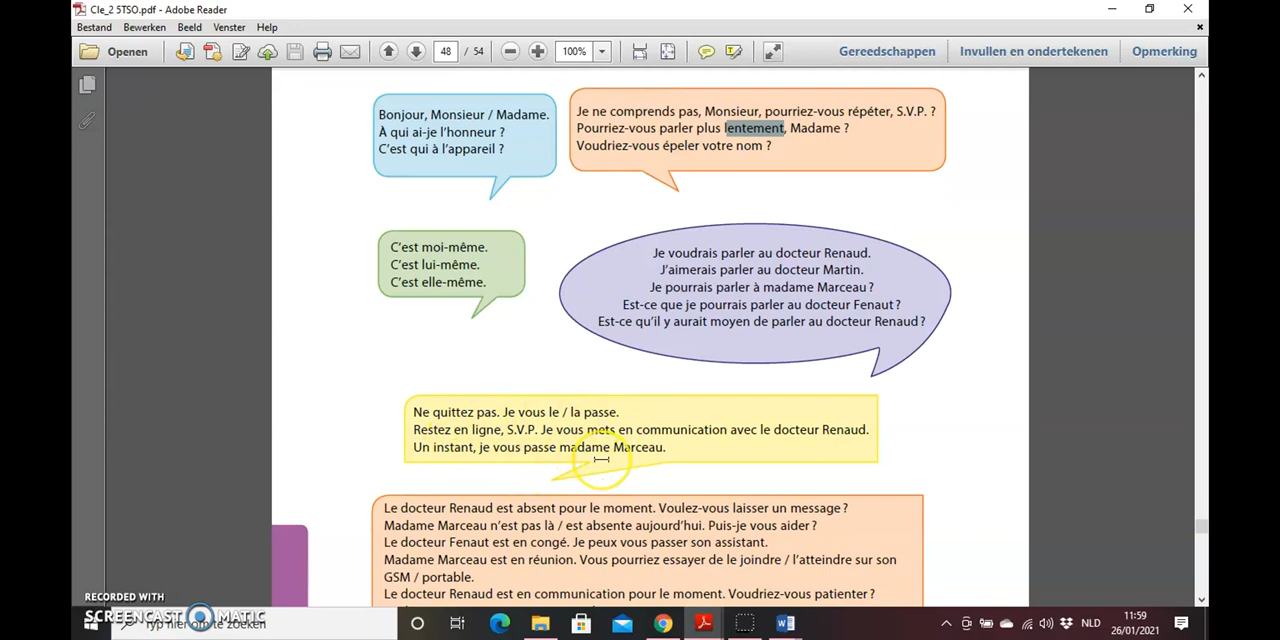 Cle_2 5TSO.pdf - Adobe Reader
Bestand Bewerken Beeld Venster Help
Openen 48 / 54 100% Gereedschappen Invullen en ondertekenen Opmerking
Bonjour, Monsieur / Madame.
À qui ai-je l'honneur ?
C'est qui à l'appareil ?
Je ne comprends pas, Monsieur, pourriez-vous répéter, S.V.P. ?
Pourriez-vous parler plus lentement, Madame ?
Voudriez-vous épeler votre nom ?
C'est moi-même.
C'est lui-même.
C'est elle-même.
Je voudrais parler au docteur Renaud.
J'aimerais parler au docteur Martin.
Je pourrais parler à madame Marceau ?
Est-ce que je pourrais parler au docteur Fenaut ?
Est-ce qu'il y aurait moyen de parler au docteur Renaud ?
Ne quittez pas. Je vous le / la passe.
Restez en ligne, S.V.P. Je vous mets en communication avec le docteur Renaud.
Un instant, je vous passe madame Marceau.
Le docteur Renaud est absent pour le moment. Voulez-vous laisser un message ?
Madame Marceau n'est pas là / est absente aujourd'hui. Puis-je vous aider ?
Le docteur Fenaut est en congé. Je peux vous passer son assistant.
Madame Marceau est en réunion. Vous pourriez essayer de le joindre / l'atteindre sur son
GSM / portable.
Le docteur Renaud est en communication pour le moment. Voudriez-vous patienter ?
RECORDED WITH
SCREENCAST MATIC
Typ hier om te zoeken
NLD
11:59
26/01/2021